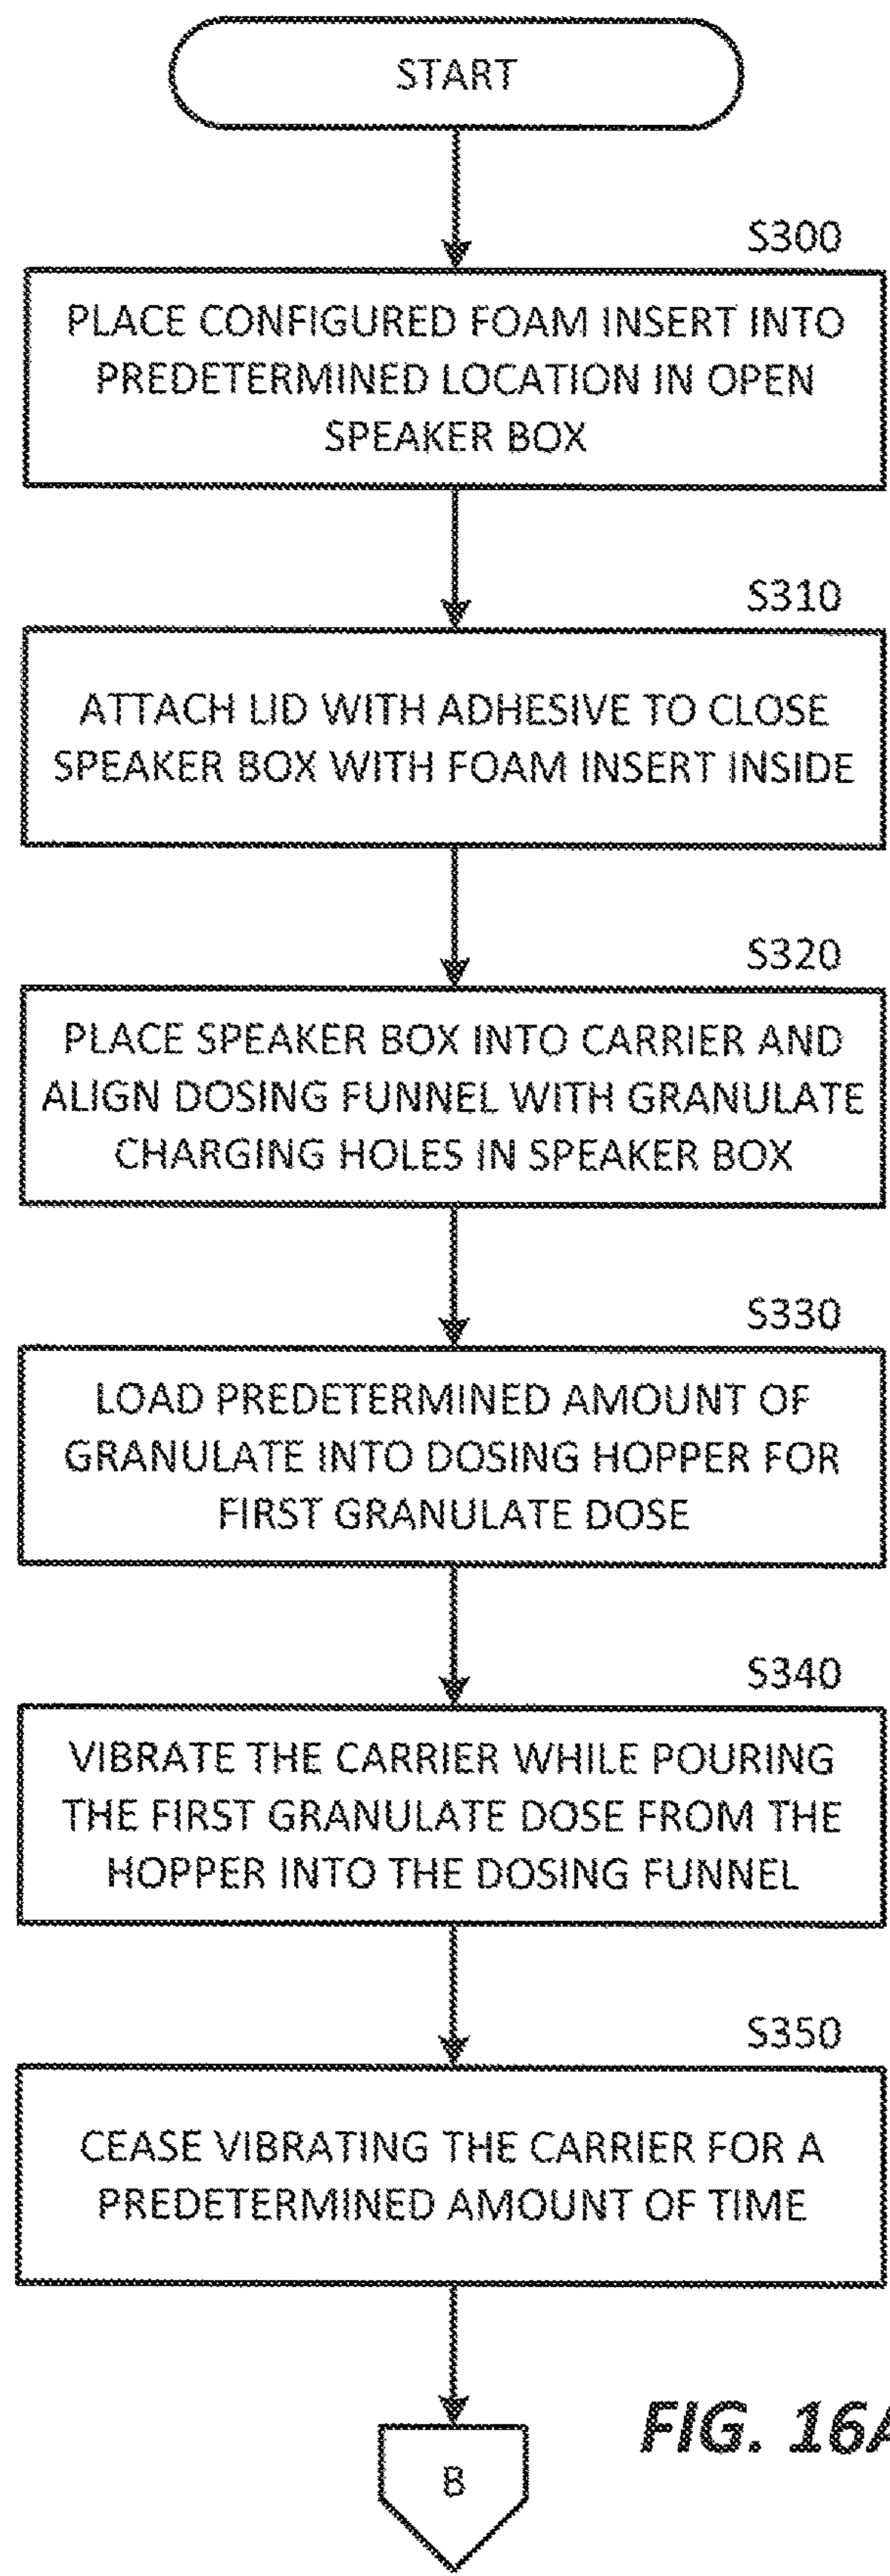 START
S300
PLACE CONFIGURED FOAM INSERT INTO
PREDETERMINED LOCATION IN OPEN
SPEAKER BOX
S310
ATTACH LID WITH ADHESIVE TO CLOSE
SPEAKER BOX WITH FOAM INSERT INSIDE
S320
PLACE SPEAKER BOX INTO CARRIER AND
ALIGN DOSING FUNNEL WITH GRANULATE
CHARGING HOLES IN SPEAKER BOX
S330
LOAD PREDETERMINED AMOUNT OF
GRANULATE INTO DOSING HOPPER FOR
FIRST GRANULATE DOSE
S340
VIBRATE THE CARRIER WHILE POURING
THE FIRST GRANULATE DOSE FROM THE
HOPPER INTO THE DOSING FUNNEL
S350
CEASE VIBRATING THE CARRIER FOR A
PREDETERMINED AMOUNT OF TIME
FIG. 16A
B